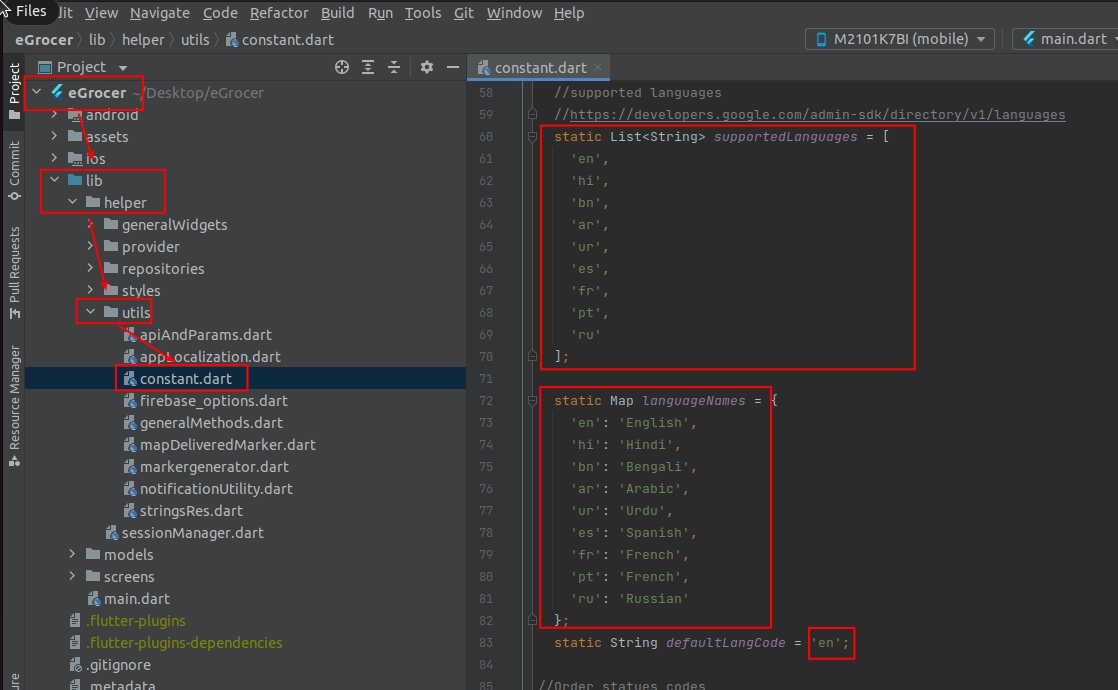 Files
dit View Navigate Code Refactor Build Run Tools Git Window Help
eGrocer lib helper utils constant.dart
M2101K7BI (mobile) main.dart
Project
constant.dart
Project
Commit
Pull Requests
Resource Manager
ure
eGrocer ~/Desktop/eGrocer
android
assets
ios
lib
helper
generalWidgets
provider
repositories
styles
utils
apiAndParams.dart
appLocalization.dart
constant.dart
firebase_options.dart
generalMethods.dart
mapDeliveredMarker.dart
markergenerator.dart
notificationUtility.dart
stringsRes.dart
sessionManager.dart
models
screens
main.dart
.flutter-plugins
.flutter-plugins-dependencies
.gitignore
.metadata
58 //supported languages
59 //https://developers.google.com/admin-sdk/directory/v1/languages
60 static List<String> supportedLanguages = [
61 'en',
62 'hi',
63 'bn',
64 'ar',
65 'ur',
66 'es',
67 'fr',
68 'pt',
69 'ru'
70 ];
71
72 static Map languageNames = {
73 'en': 'English',
74 'hi': 'Hindi',
75 'bn': 'Bengali',
76 'ar': 'Arabic',
77 'ur': 'Urdu',
78 'es': 'Spanish',
79 'fr': 'French',
80 'pt': 'French',
81 'ru': 'Russian'
82 };
83 static String defaultLangCode = 'en';
84
85 //Order statues codes